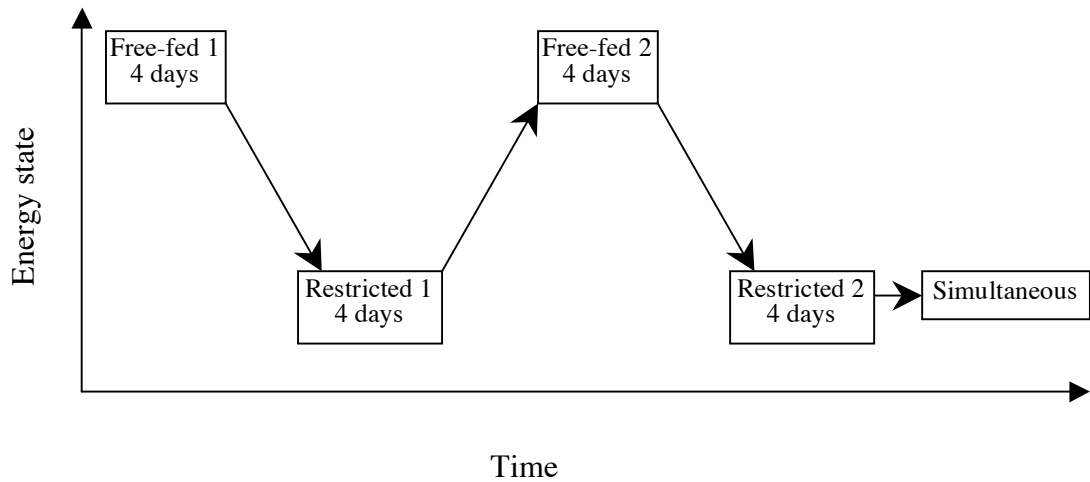 Free-fed 1
4 days
Free-fed 2
4 days
Energy state
Restricted 1
4 days
Restricted 2
4 days
Simultaneous
Time